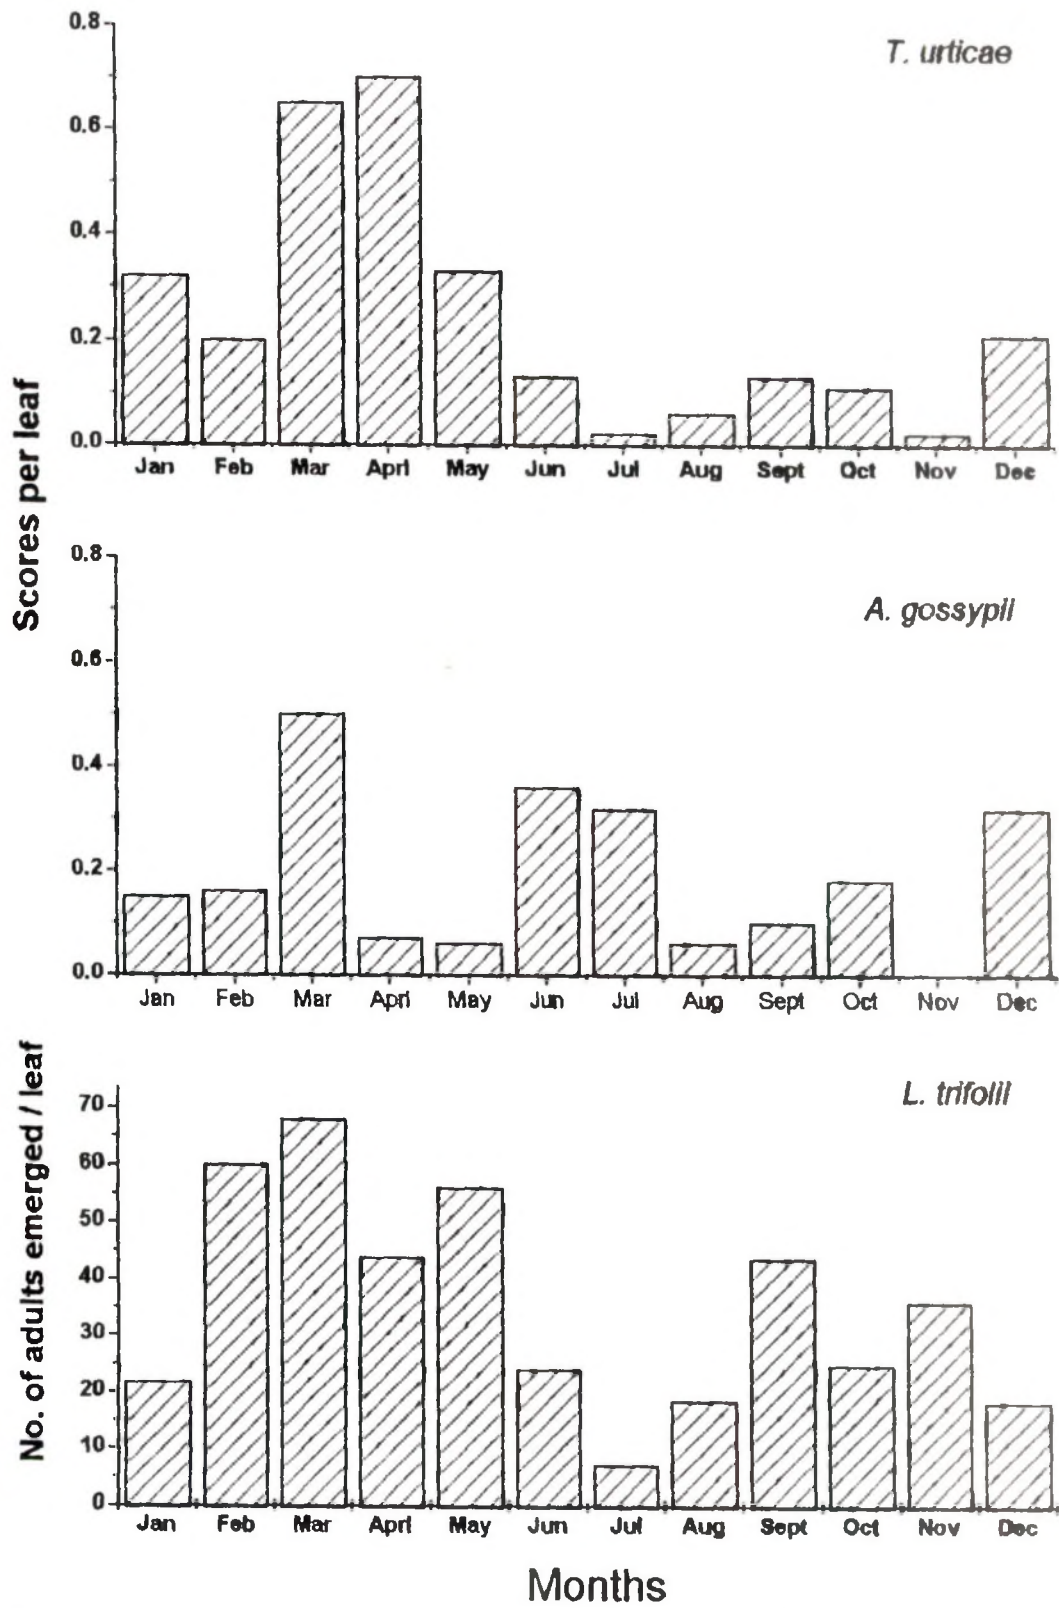 T. urticae
0.8
0.6
0.4
0.2
0.0
Jan Feb Mar Aprl May Jun Jul Aug Sept Oct Nov Dec
Scores per leaf
A. gossypii
0.8
0.6
0.4
0.2
0.0
Jan Feb Mar Aprl May Jun Jul Aug Sept Oct Nov Dec
L. trifolii
No. of adults emerged / leaf
70
60
50
40
30
20
10
0
Jan Feb Mar Aprl May Jun Jul Aug Sept Oct Nov Dec
Months